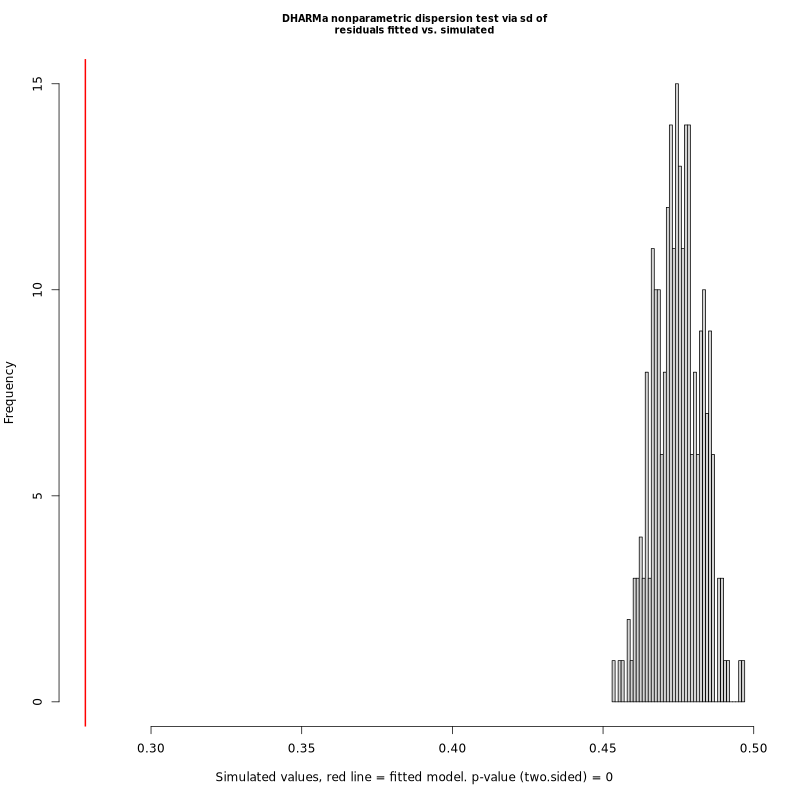 DHARMa nonparametric dispersion test via sd of
residuals fitted vs. simulated
15
10
5
0
Frequency
0.30 0.35 0.40 0.45 0.50
Simulated values, red line = fitted model. p-value (two.sided) = 0